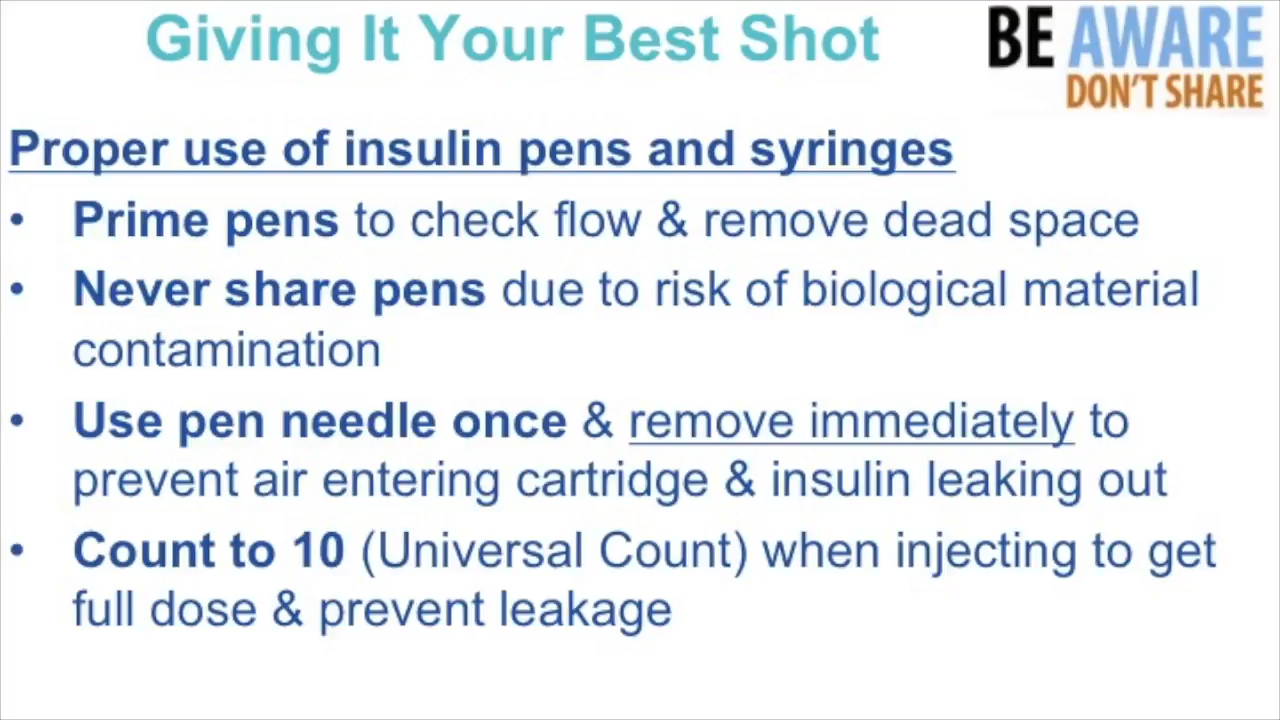 Giving It Your Best Shot
BE AWARE
DON'T SHARE
Proper use of insulin pens and syringes
• Prime pens to check flow & remove dead space
• Never share pens due to risk of biological material
contamination
• Use pen needle once & remove immediately to
prevent air entering cartridge & insulin leaking out
• Count to 10 (Universal Count) when injecting to get
full dose & prevent leakage